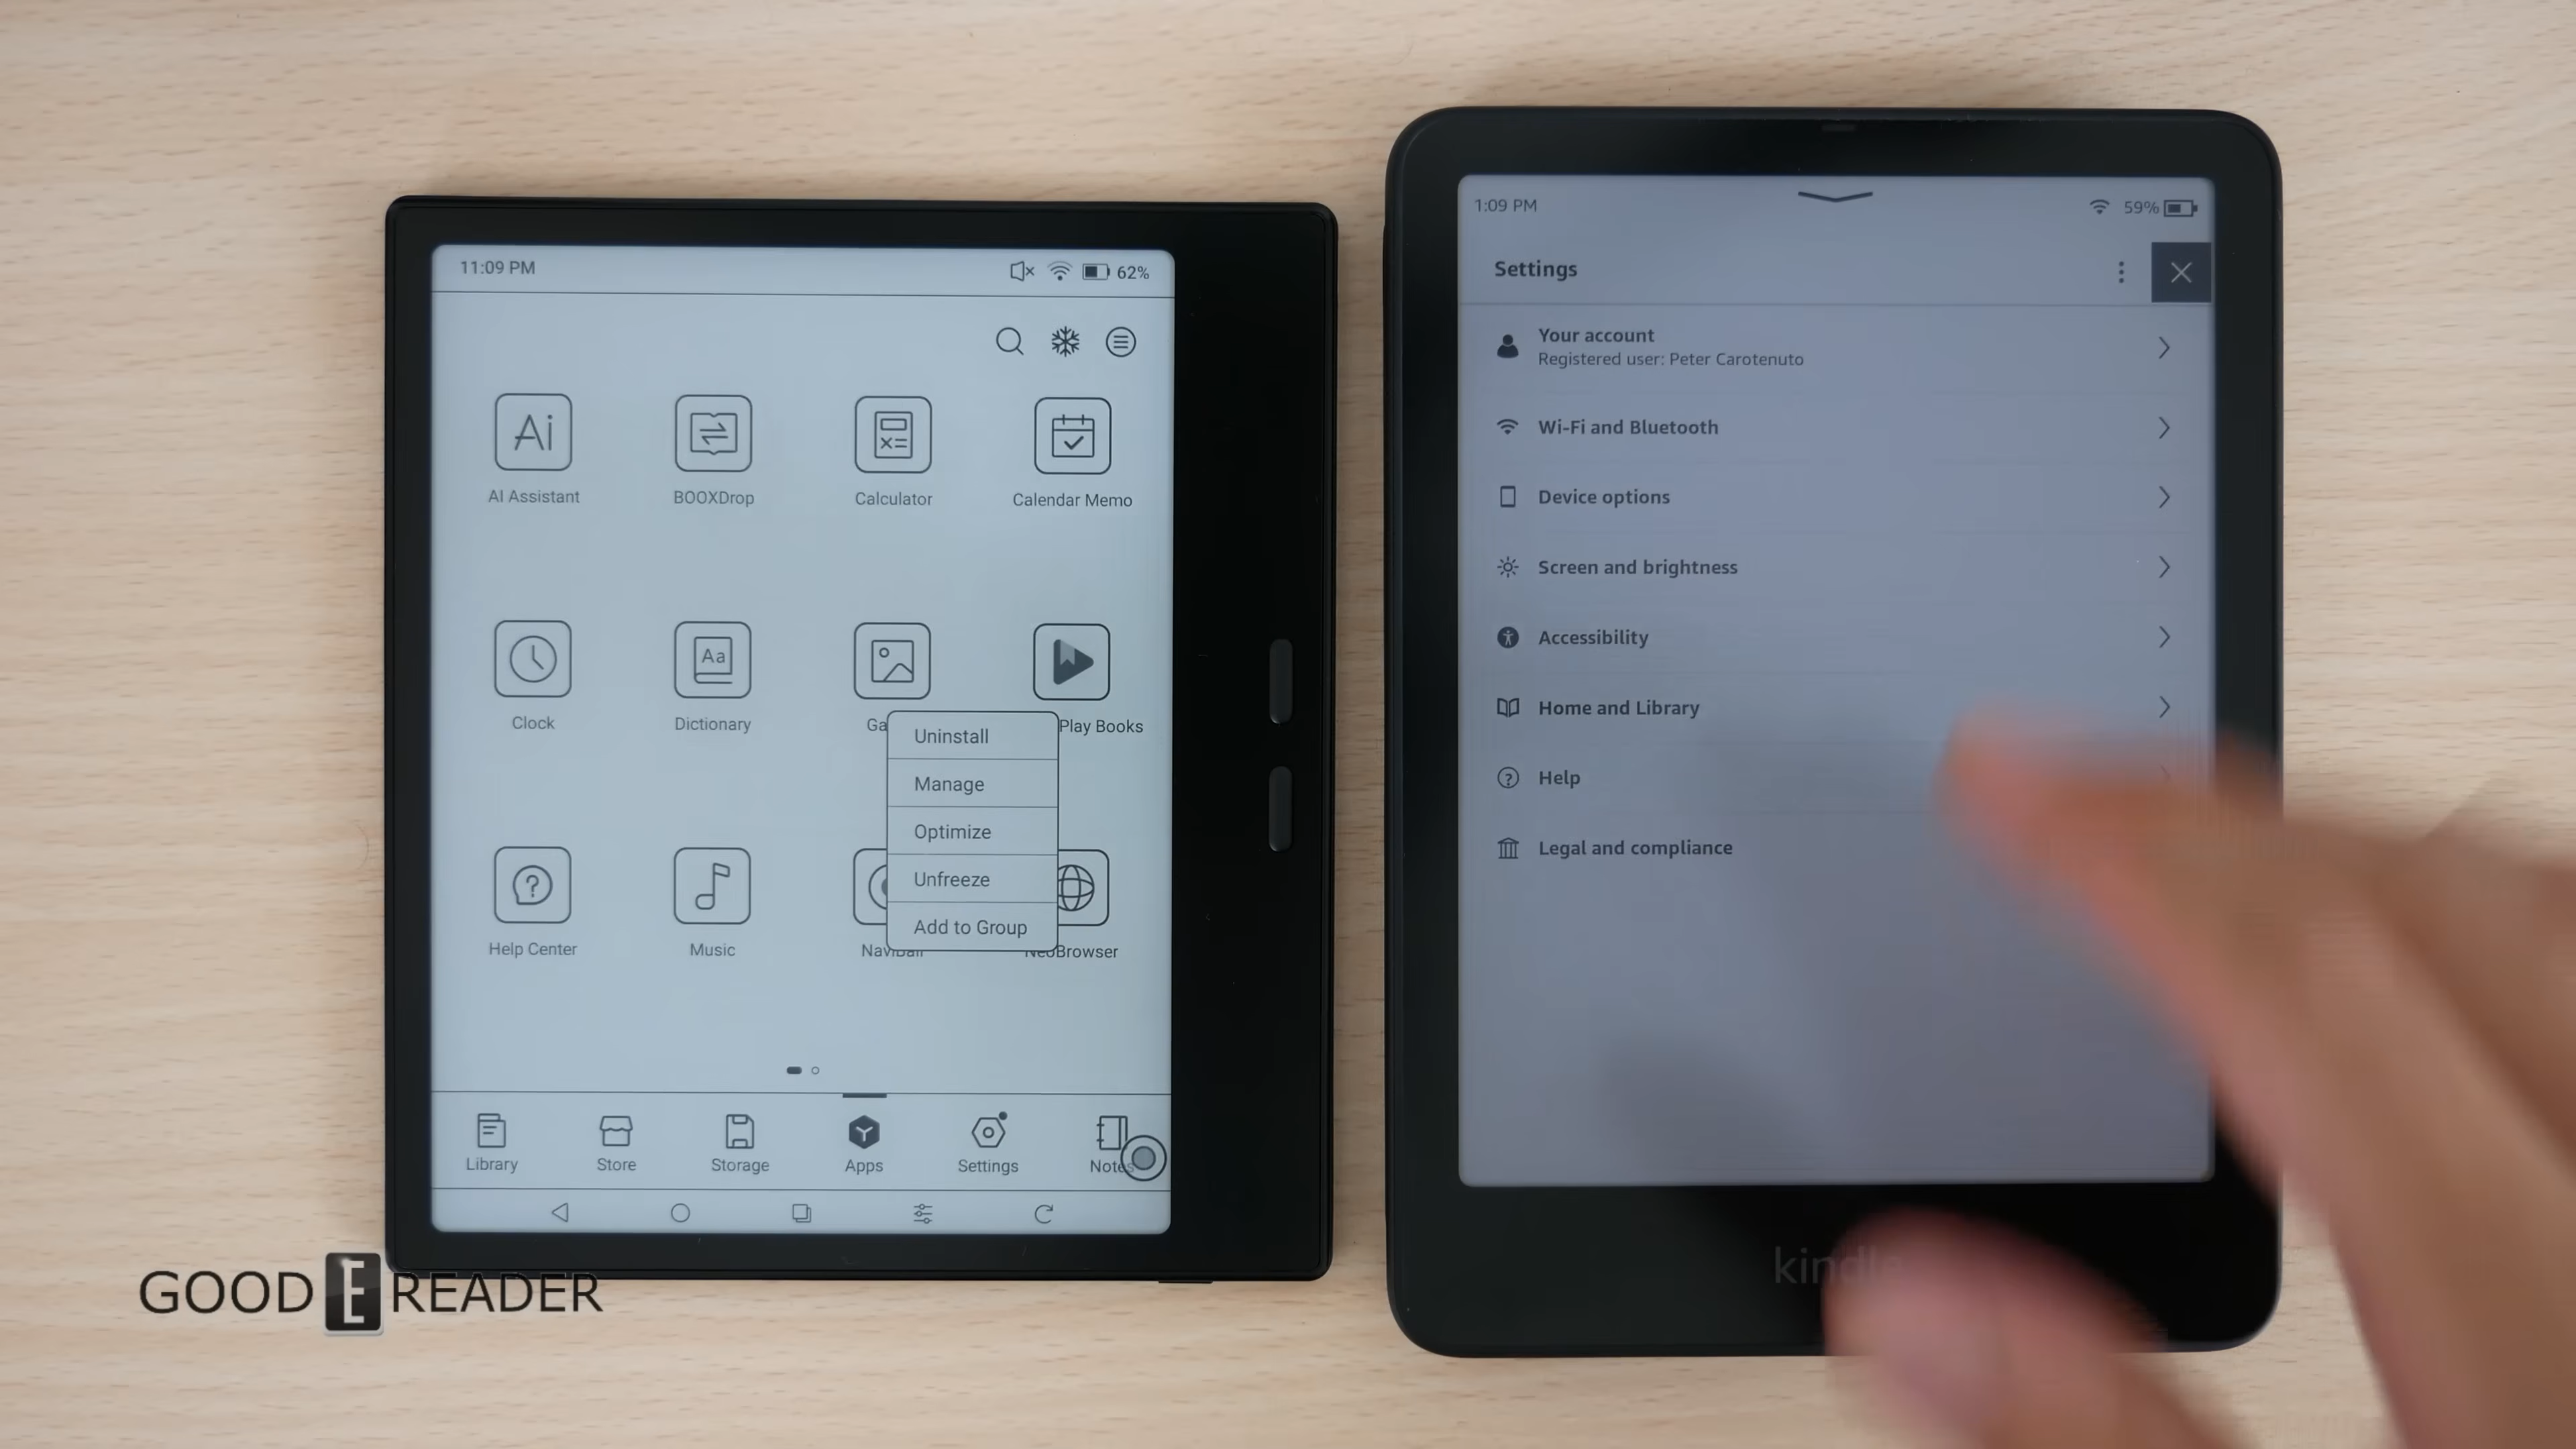 11:09 PM
62%
Ai
AI Assistant
BOOXDrop
Calculator
Calendar Memo
Aa
Clock
Dictionary
Play Books
Uninstall
Manage
Optimize
Unfreeze
Add to Group
Help Center
Music
NeoBrowser
Library
Store
Storage
Apps
Settings
Notes
1:09 PM
59%
Settings
Your account
Registered user: Peter Carotenuto
Wi-Fi and Bluetooth
Device options
Screen and brightness
Accessibility
Home and Library
Help
Legal and compliance
kindle
GOOD E READER